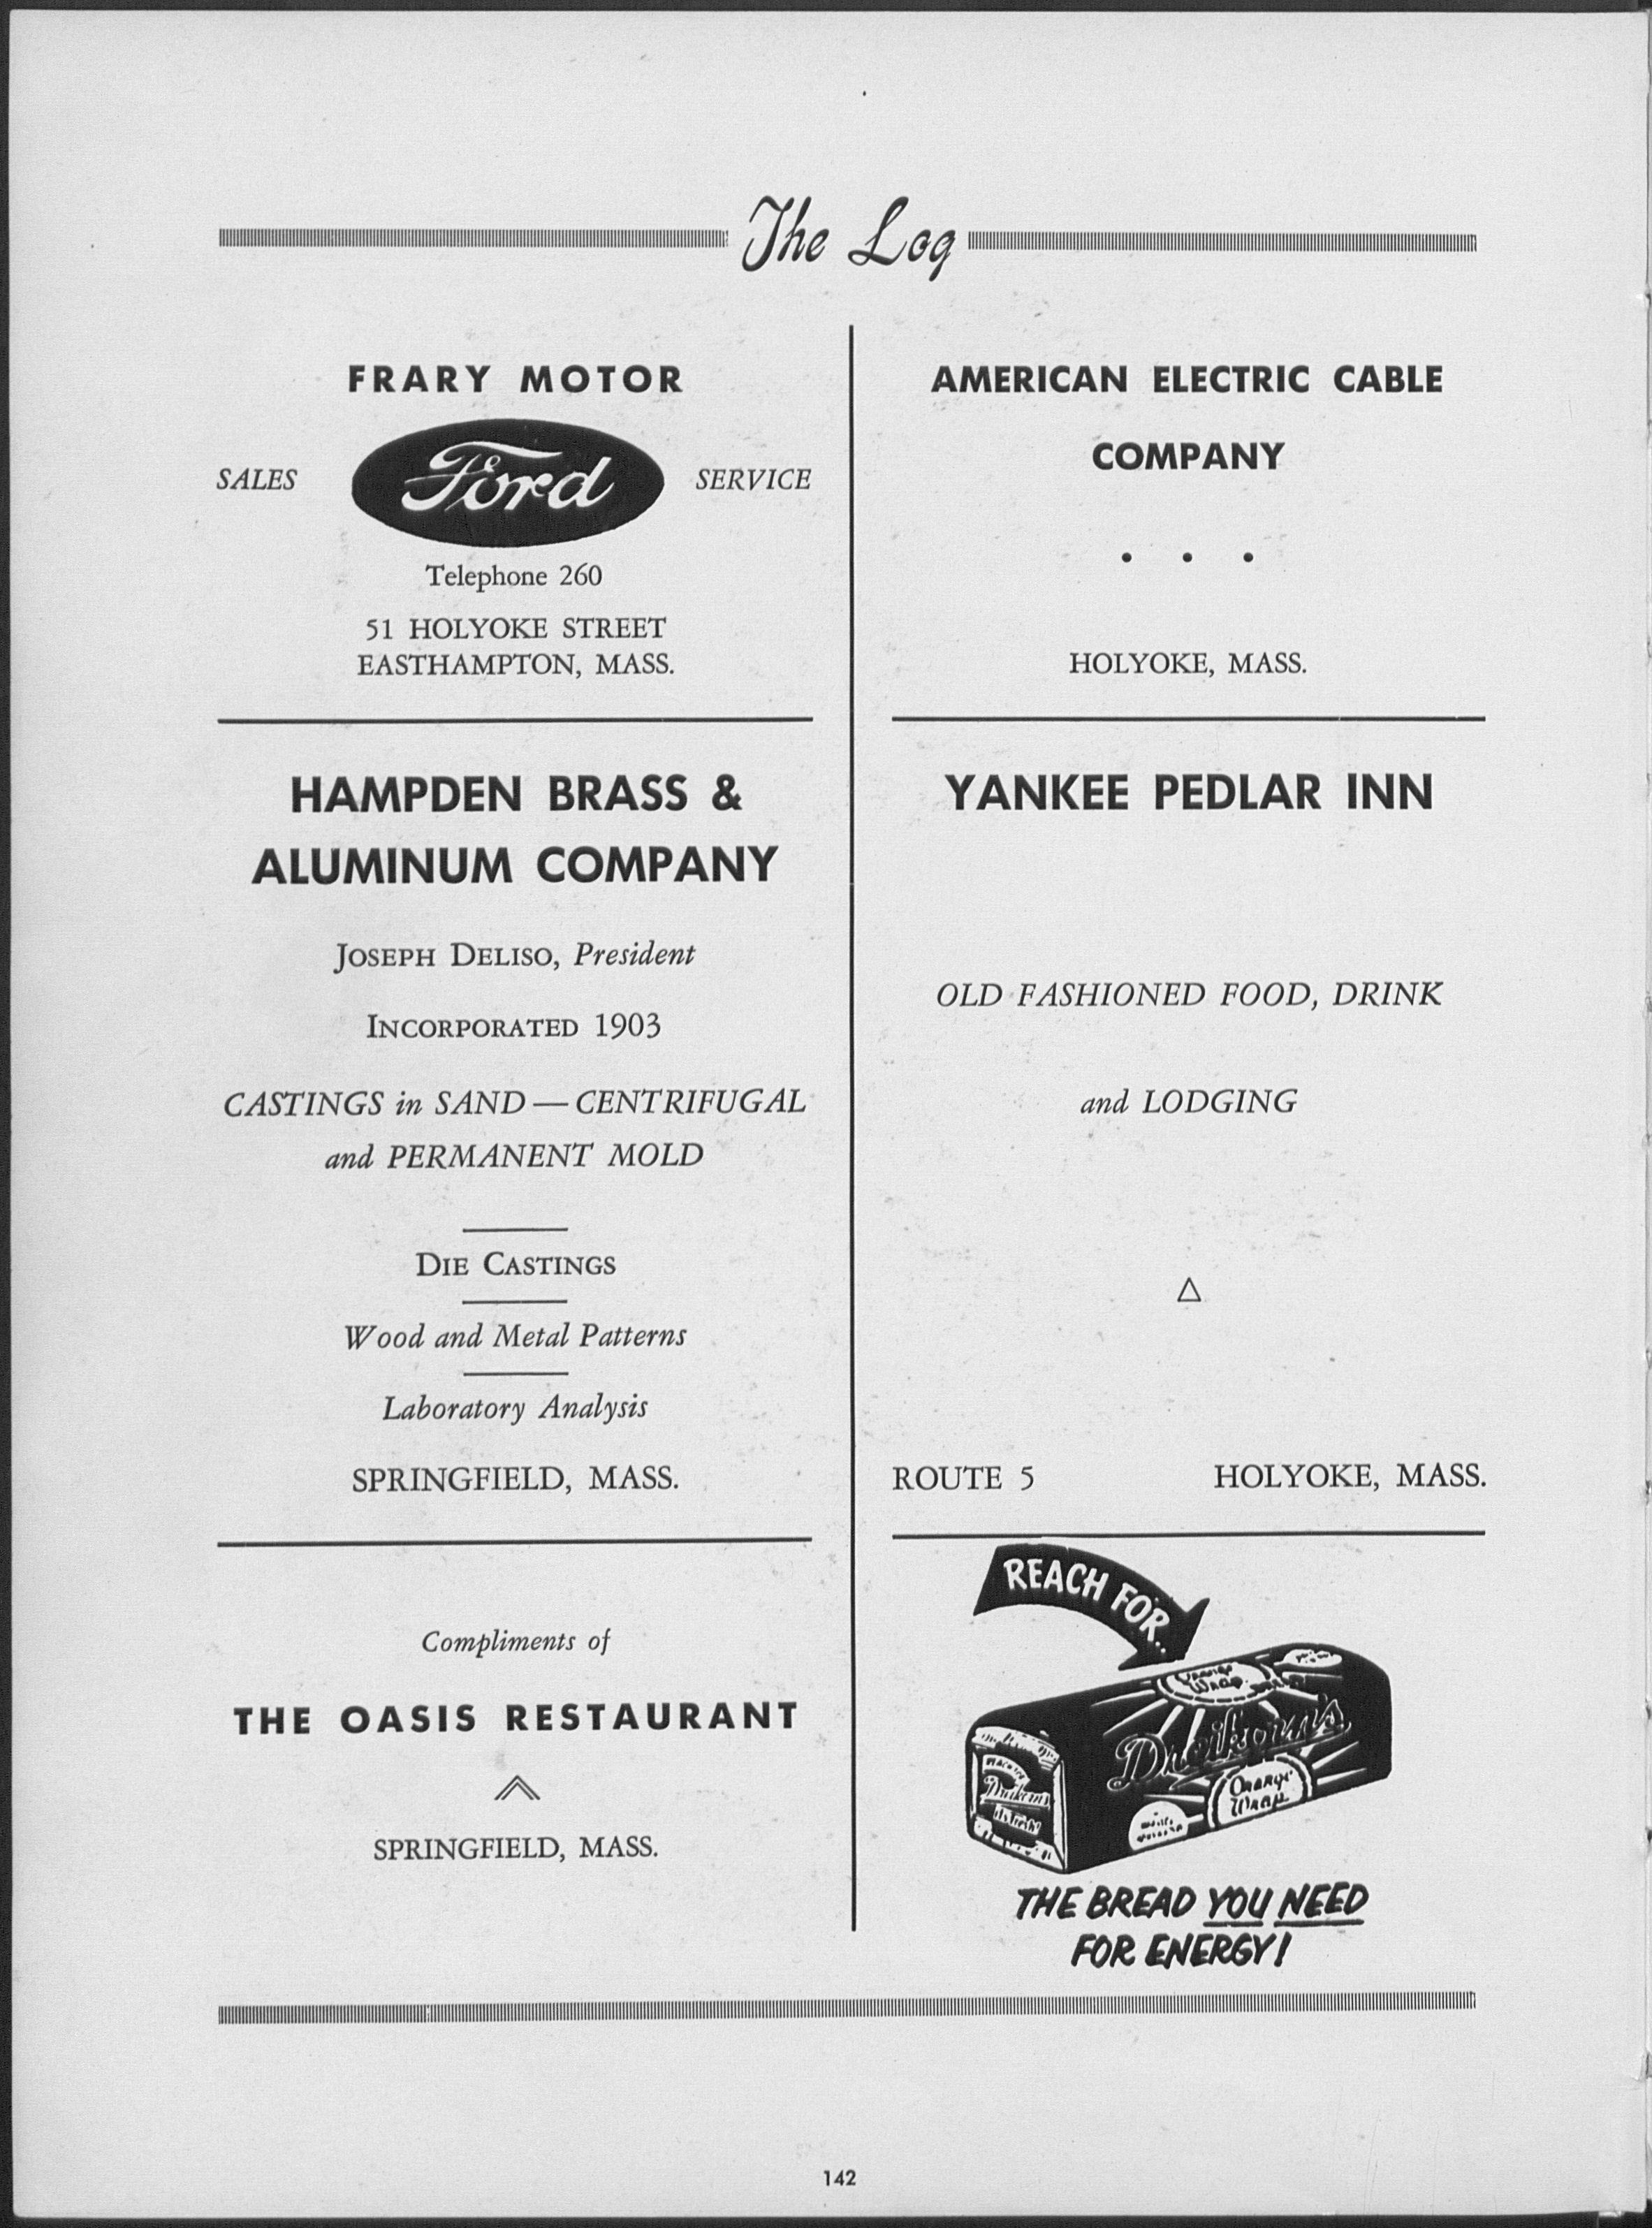 The Log
FRARY MOTOR
SALES
Ford
SERVICE
Telephone 260
51 HOLYOKE STREET
EASTHAMPTON, MASS.
HAMPDEN BRASS &
ALUMINUM COMPANY
JOSEPH DELISO, President
INCORPORATED 1903
CASTINGS in SAND — CENTRIFUGAL
and PERMANENT MOLD
DIE CASTINGS
Wood and Metal Patterns
Laboratory Analysis
SPRINGFIELD, MASS.
Compliments of
THE OASIS RESTAURANT
SPRINGFIELD, MASS.
AMERICAN ELECTRIC CABLE
COMPANY
• • •
HOLYOKE, MASS.
YANKEE PEDLAR INN
OLD FASHIONED FOOD, DRINK
and LODGING
ROUTE 5 HOLYOKE, MASS.
REACH FOR..
Orange
Wrap
THE BREAD YOU NEED
FOR ENERGY!
142